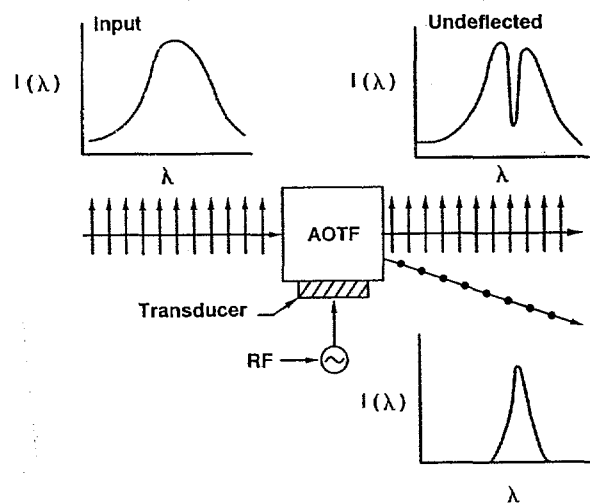 Input
I(λ)
λ
Undeflected
I(λ)
λ
AOTF
Transducer
RF
I(λ)
λ